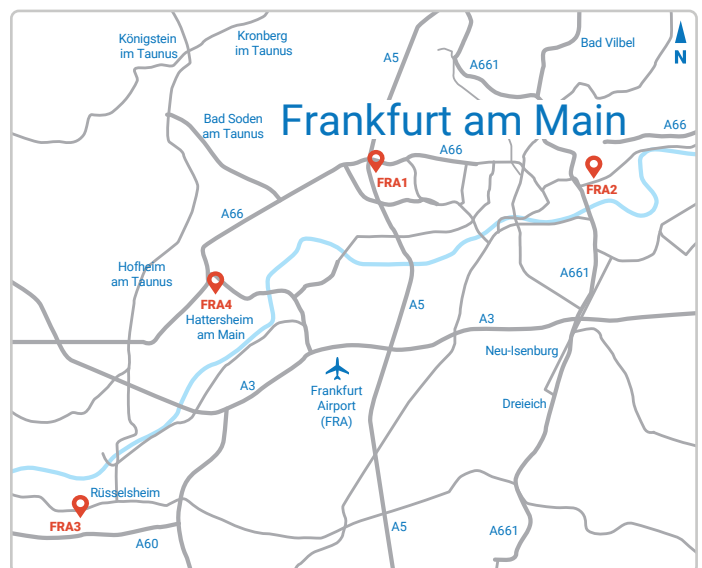 Königstein
im Taunus
Kronberg
im Taunus
A5
A661
Bad Vilbel
N
Bad Soden
am Taunus
Frankfurt am Main
A66
A66
FRA1
FRA2
A66
Hofheim
am Taunus
A661
FRA4
Hattersheim
am Main
A5
A3
Neu-Isenburg
A3
Frankfurt
Airport
(FRA)
Dreieich
Rüsselsheim
FRA3
A60
A5
A661